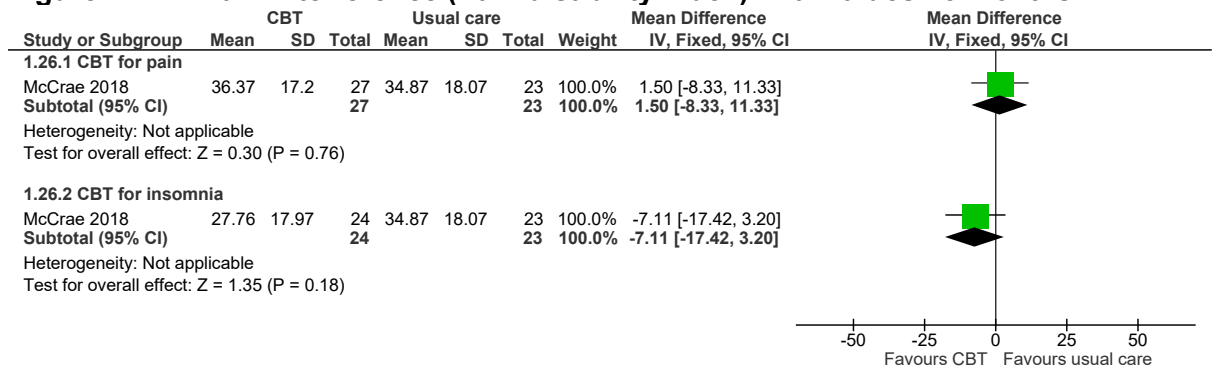 CBT Usual care Mean Difference Mean Difference
Study or Subgroup Mean SD Total Mean SD Total Weight IV, Fixed, 95% CI IV, Fixed, 95% CI
1.26.1 CBT for pain
McCrae 2018 36.37 17.2 27 34.87 18.07 23 100.0% 1.50 [-8.33, 11.33]
Subtotal (95% CI) 27 23 100.0% 1.50 [-8.33, 11.33]
Heterogeneity: Not applicable
Test for overall effect: Z = 0.30 (P = 0.76)
1.26.2 CBT for insomnia
McCrae 2018 27.76 17.97 24 34.87 18.07 23 100.0% -7.11 [-17.42, 3.20]
Subtotal (95% CI) 24 23 100.0% -7.11 [-17.42, 3.20]
Heterogeneity: Not applicable
Test for overall effect: Z = 1.35 (P = 0.18)
-50 -25 0 25 50
Favours CBT Favours usual care